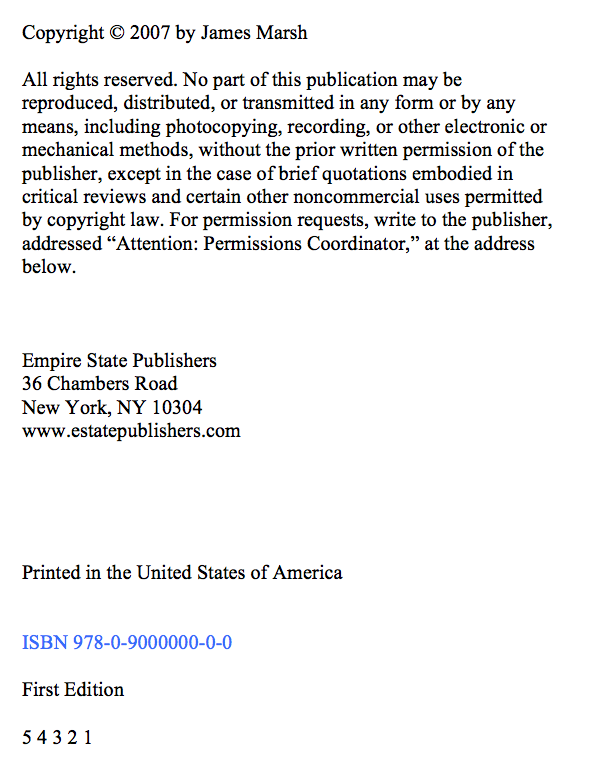 Copyright © 2007 by James Marsh
All rights reserved. No part of this publication may be
reproduced, distributed, or transmitted in any form or by any
means, including photocopying, recording, or other electronic or
mechanical methods, without the prior written permission of the
publisher, except in the case of brief quotations embodied in
critical reviews and certain other noncommercial uses permitted
by copyright law. For permission requests, write to the publisher,
addressed “Attention: Permissions Coordinator,” at the address
below.
Empire State Publishers
36 Chambers Road
New York, NY 10304
www.estatepublishers.com
Printed in the United States of America
ISBN 978-0-9000000-0-0
First Edition
5 4 3 2 1